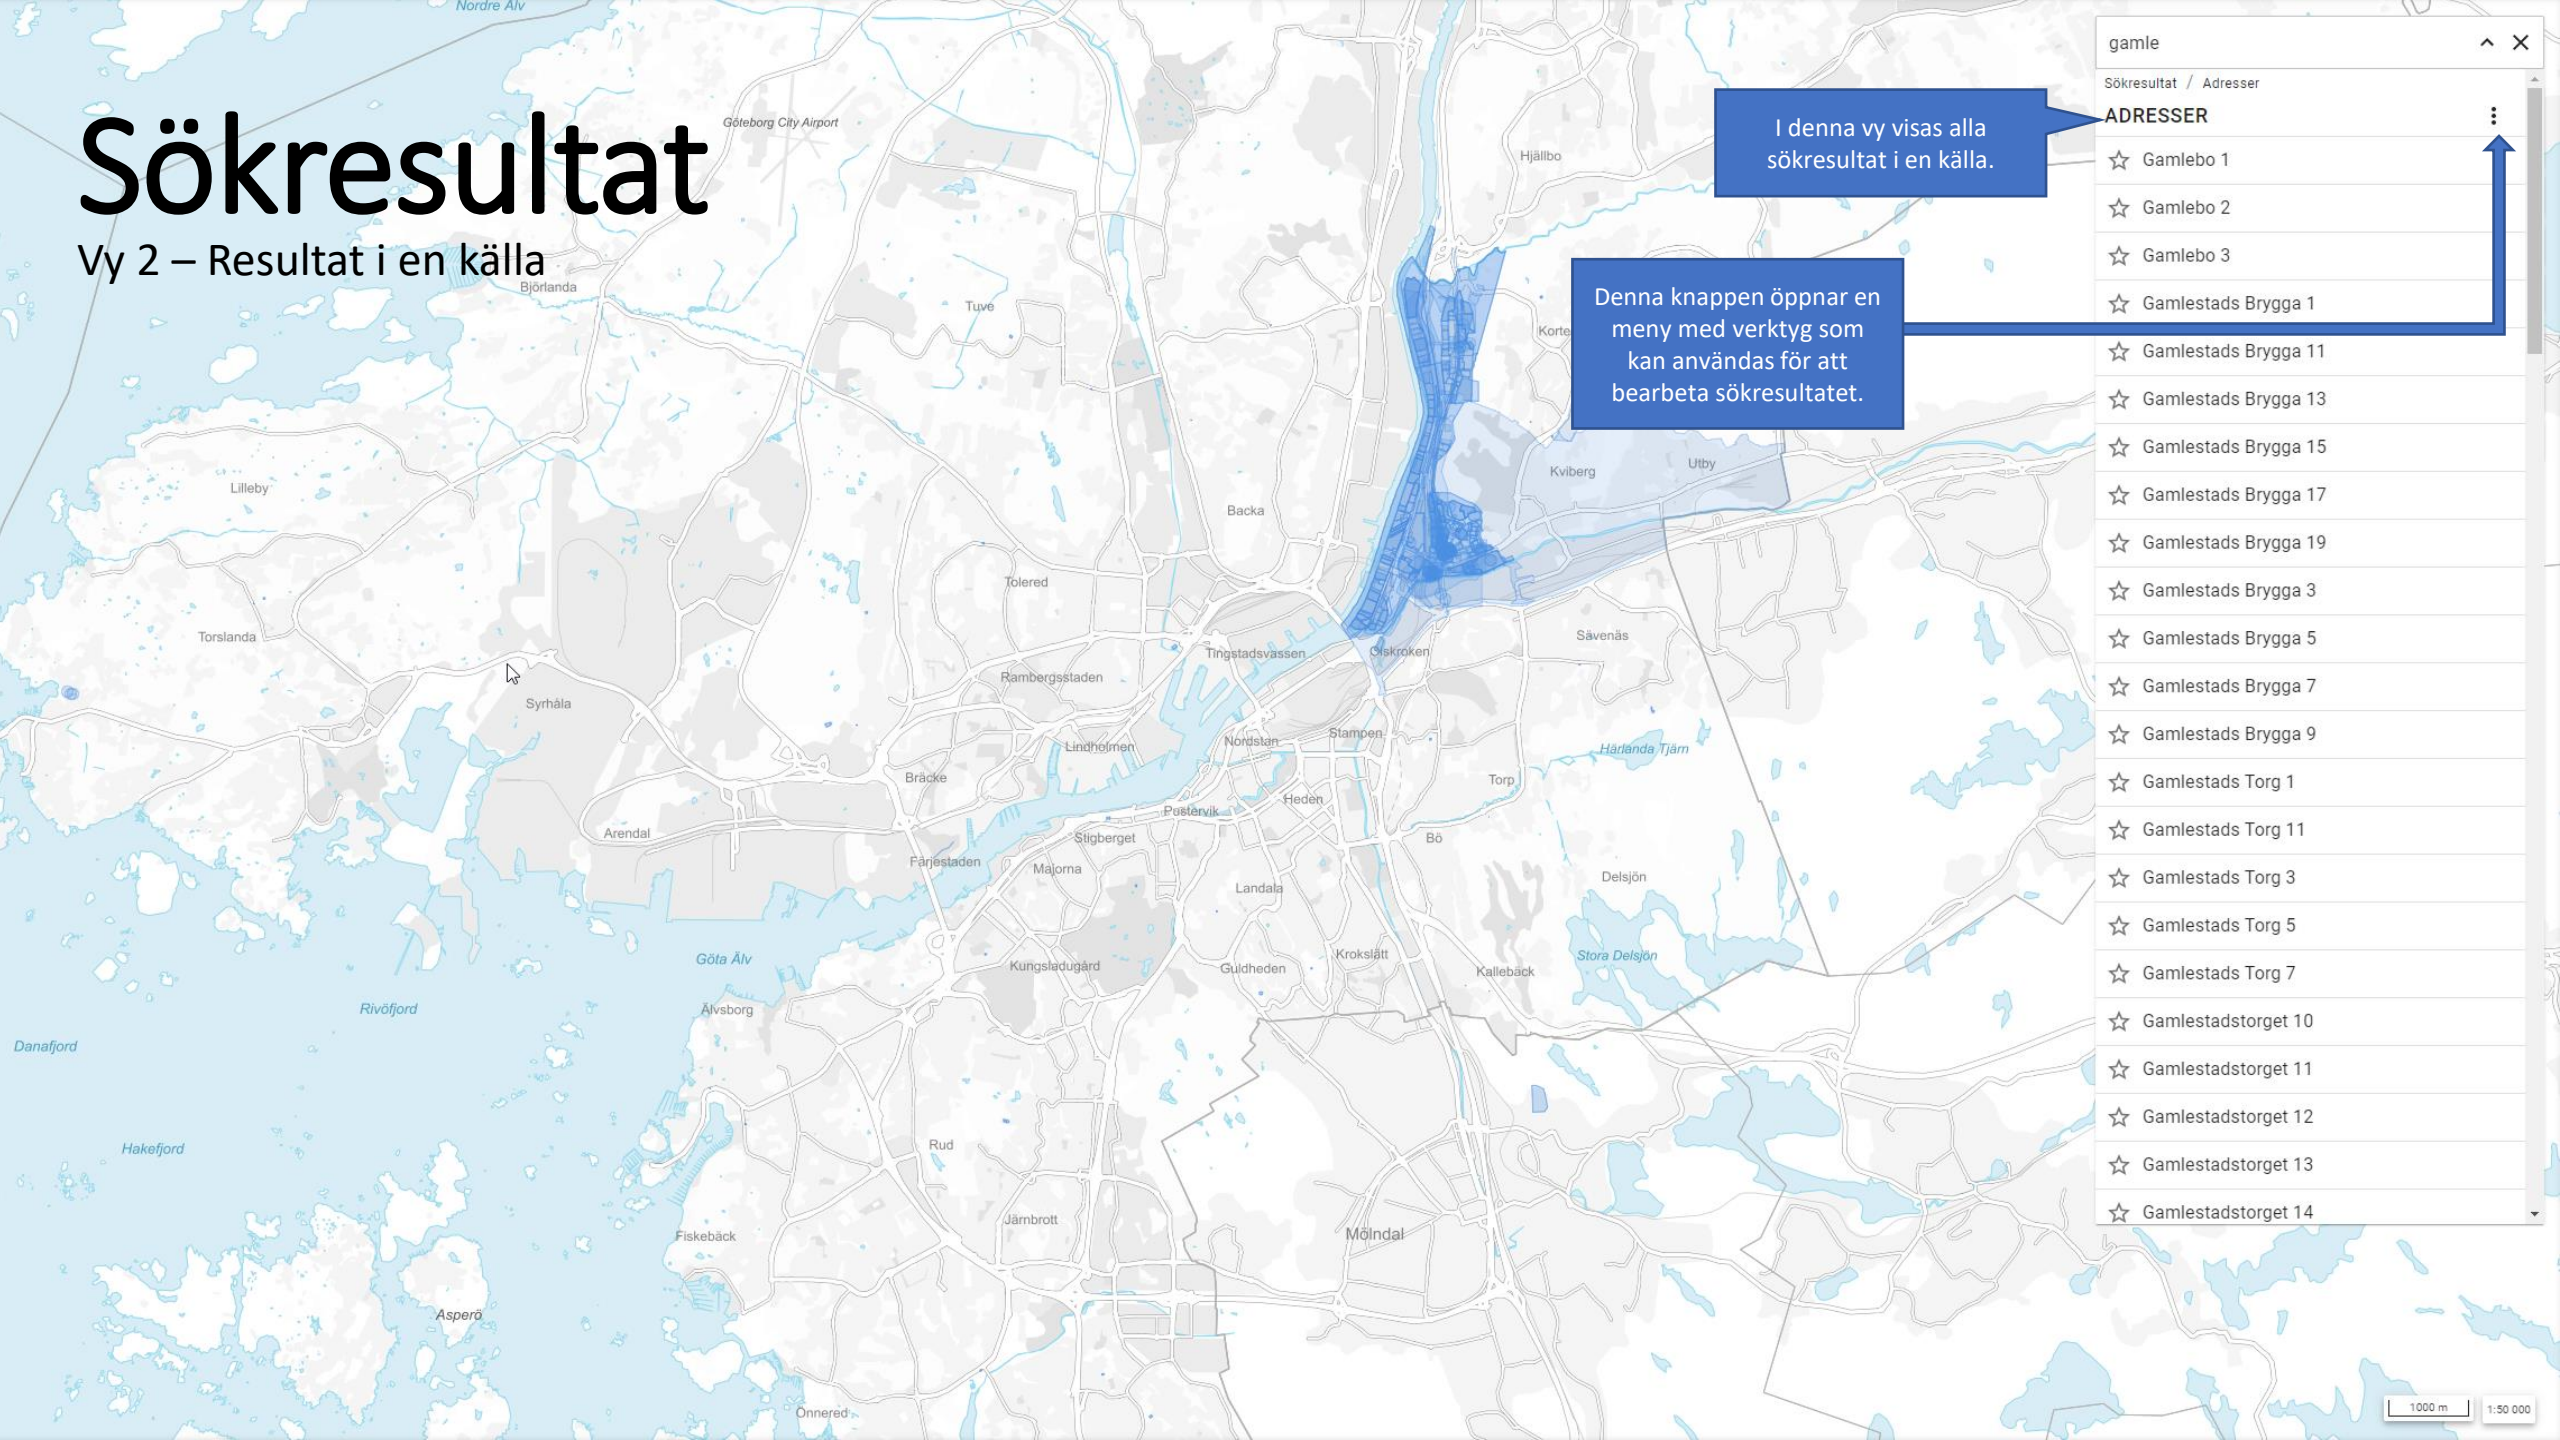 Sökresultat
Vy 2 – Resultat i en källa
I denna vy visas alla
sökresultat i en källa.
Denna knappen öppnar en
meny med verktyg som
kan användas för att
bearbeta sökresultatet.
gamle
Sökresultat / Adresser
ADRESSER
Gamlebo 1
Gamlebo 2
Gamlebo 3
Gamlestads Brygga 1
Gamlestads Brygga 11
Gamlestads Brygga 13
Gamlestads Brygga 15
Gamlestads Brygga 17
Gamlestads Brygga 19
Gamlestads Brygga 3
Gamlestads Brygga 5
Gamlestads Brygga 7
Gamlestads Brygga 9
Gamlestads Torg 1
Gamlestads Torg 11
Gamlestads Torg 3
Gamlestads Torg 5
Gamlestads Torg 7
Gamlestadstorget 10
Gamlestadstorget 11
Gamlestadstorget 12
Gamlestadstorget 13
Gamlestadstorget 14
Nordre Älv
Göteborg City Airport
Hjällbo
Björlanda
Tuve
Korte
Kviberg
Utby
Lilleby
Backa
Tolered
Torslanda
Sävenäs
Tingstadsvassen
Olskroken
Rambergsstaden
Syrhåla
Lindholmen
Nordstan
Stampen
Härlanda Tjärn
Bräcke
Torp
Heden
Pustervik
Arendal
Stigberget
Bö
Färjestaden
Majorna
Delsjön
Landala
Göta Älv
Kungsladugård
Guldheden
Krokslätt
Kallebäck
Stora Delsjön
Rivöfjord
Älvsborg
Danafjord
Hakefjord
Rud
Järnbrott
Fiskebäck
Mölndal
Asperö
Önnered
1000 m
1:50 000